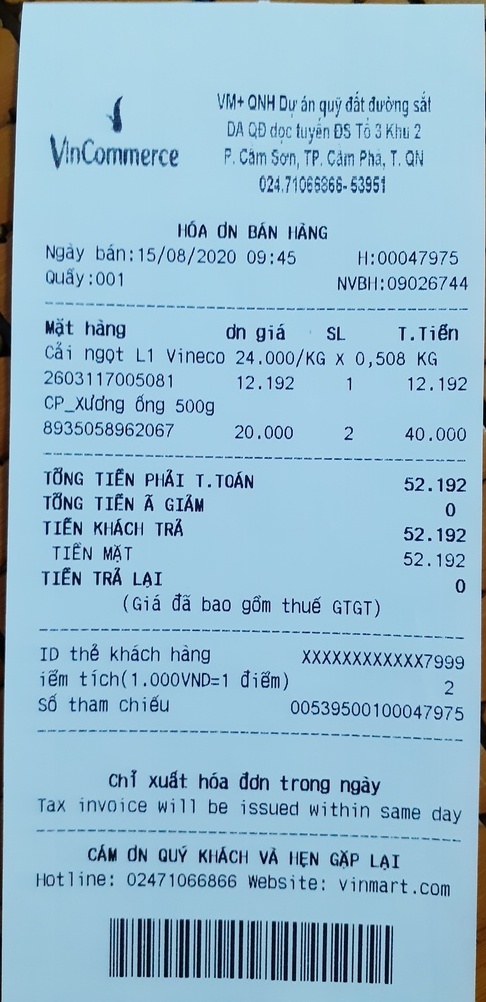 VinCommerce
VM+ QNH Dự án quỹ đất đường sắt
DA QĐ dọc tuyến ĐS Tổ 3 Khu 2
P. Cẩm Sơn, TP. Cẩm Phả, T. QN
024.71066866-53951
HÓA ƠN BÁN HÀNG
Ngày bán:15/08/2020 09:45 H:00047975
Quầy:001 NVBH:09026744
Mặt hàng ơn giá SL T.Tiền
Cải ngọt L1 Vineco 24.000/KG X 0,508 KG
2603117005081 12.192 1 12.192
CP_Xương ống 500g
8935058962067 20.000 2 40.000
TỔNG TIỀN PHẢI T.TOÁN 52.192
TỔNG TIỀN Ã GIẢM 0
TIỀN KHÁCH TRẢ 52.192
TIỀN MẶT 52.192
TIỀN TRẢ LẠI 0
(Giá đã bao gồm thuế GTGT)
ID thẻ khách hàng XXXXXXXXXXXX7999
iểm tích(1.000VND=1 điểm) 2
Số tham chiếu 00539500100047975
Chỉ xuất hóa đơn trong ngày
Tax invoice will be issued within same day
CÁM ƠN QUÝ KHÁCH VÀ HẸN GẶP LẠI
Hotline: 02471066866 Website: vinmart.com